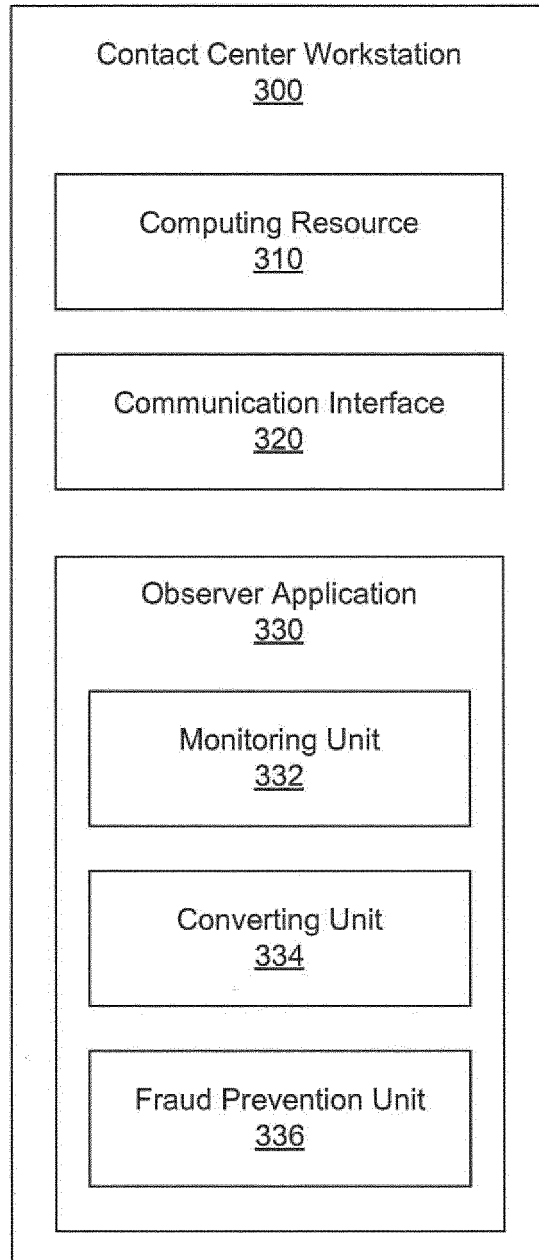 Contact Center Workstation
300
Computing Resource
310
Communication Interface
320
Observer Application
330
Monitoring Unit
332
Converting Unit
334
Fraud Prevention Unit
336